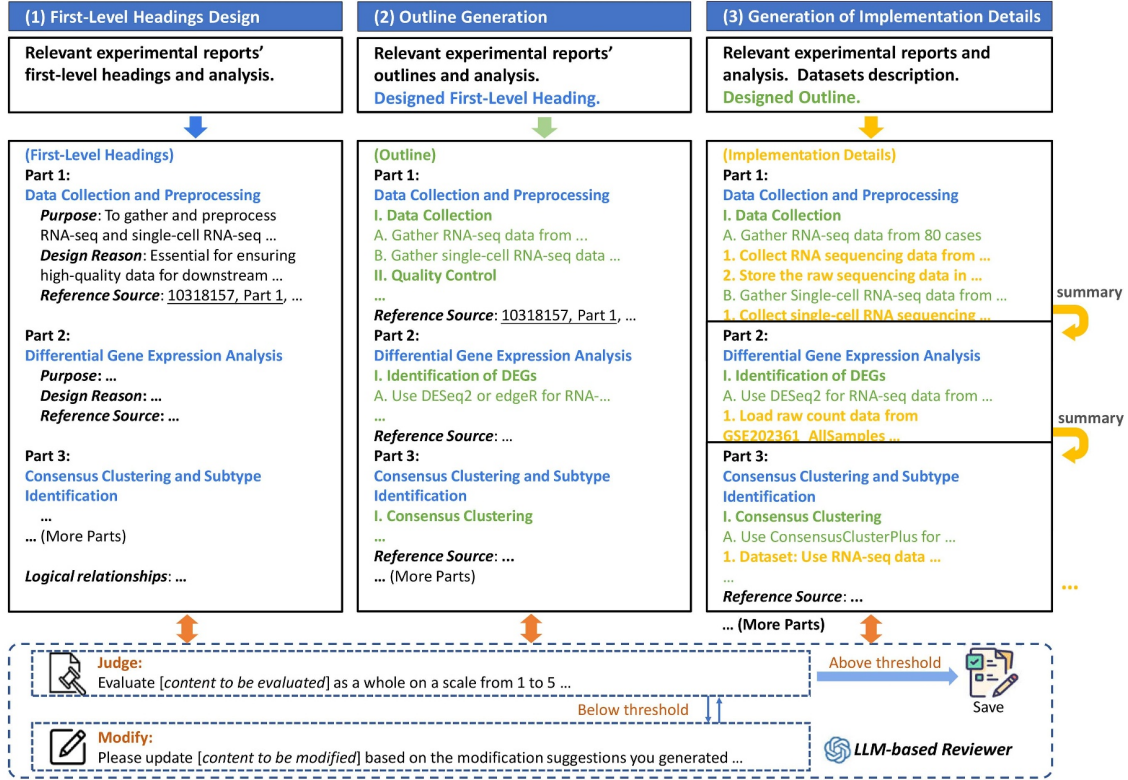 (1) First-Level Headings Design
Relevant experimental reports'
first-level headings and analysis.
(First-Level Headings)
Part 1:
Data Collection and Preprocessing
Purpose: To gather and preprocess
RNA-seq and single-cell RNA-seq ...
Design Reason: Essential for ensuring
high-quality data for downstream ...
Reference Source: 10318157, Part 1, ...
Part 2:
Differential Gene Expression Analysis
Purpose: ...
Design Reason: ...
Reference Source: ...
Part 3:
Consensus Clustering and Subtype
Identification
...
... (More Parts)
Logical relationships: ...
(2) Outline Generation
Relevant experimental reports'
outlines and analysis.
Designed First-Level Heading.
(Outline)
Part 1:
Data Collection and Preprocessing
I. Data Collection
A. Gather RNA-seq data from ...
B. Gather single-cell RNA-seq data ...
II. Quality Control
...
Reference Source: 10318157, Part 1, ...
Part 2:
Differential Gene Expression Analysis
I. Identification of DEGs
A. Use DESeq2 or edgeR for RNA-...
...
Reference Source: ...
Part 3:
Consensus Clustering and Subtype
Identification
I. Consensus Clustering
...
Reference Source: ...
... (More Parts)
(3) Generation of Implementation Details
Relevant experimental reports and
analysis. Datasets description.
Designed Outline.
(Implementation Details)
Part 1:
Data Collection and Preprocessing
I. Data Collection
A. Gather RNA-seq data from 80 cases
1. Collect RNA sequencing data from ...
2. Store the raw sequencing data in ...
B. Gather Single-cell RNA-seq data from ...
1. Collect single-cell RNA sequencing ...
summary
Part 2:
Differential Gene Expression Analysis
I. Identification of DEGs
A. Use DESeq2 for RNA-seq data from ...
1. Load raw count data from
GSE202361_AllSamples ...
summary
Part 3:
Consensus Clustering and Subtype
Identification
I. Consensus Clustering
A. Use ConsensusClusterPlus for ...
1. Dataset: Use RNA-seq data ...
...
Reference Source: ...
...
... (More Parts)
Judge:
Evaluate [content to be evaluated] as a whole on a scale from 1 to 5 ...
Above threshold
Save
Below threshold
Modify:
Please update [content to be modified] based on the modification suggestions you generated ...
LLM-based Reviewer